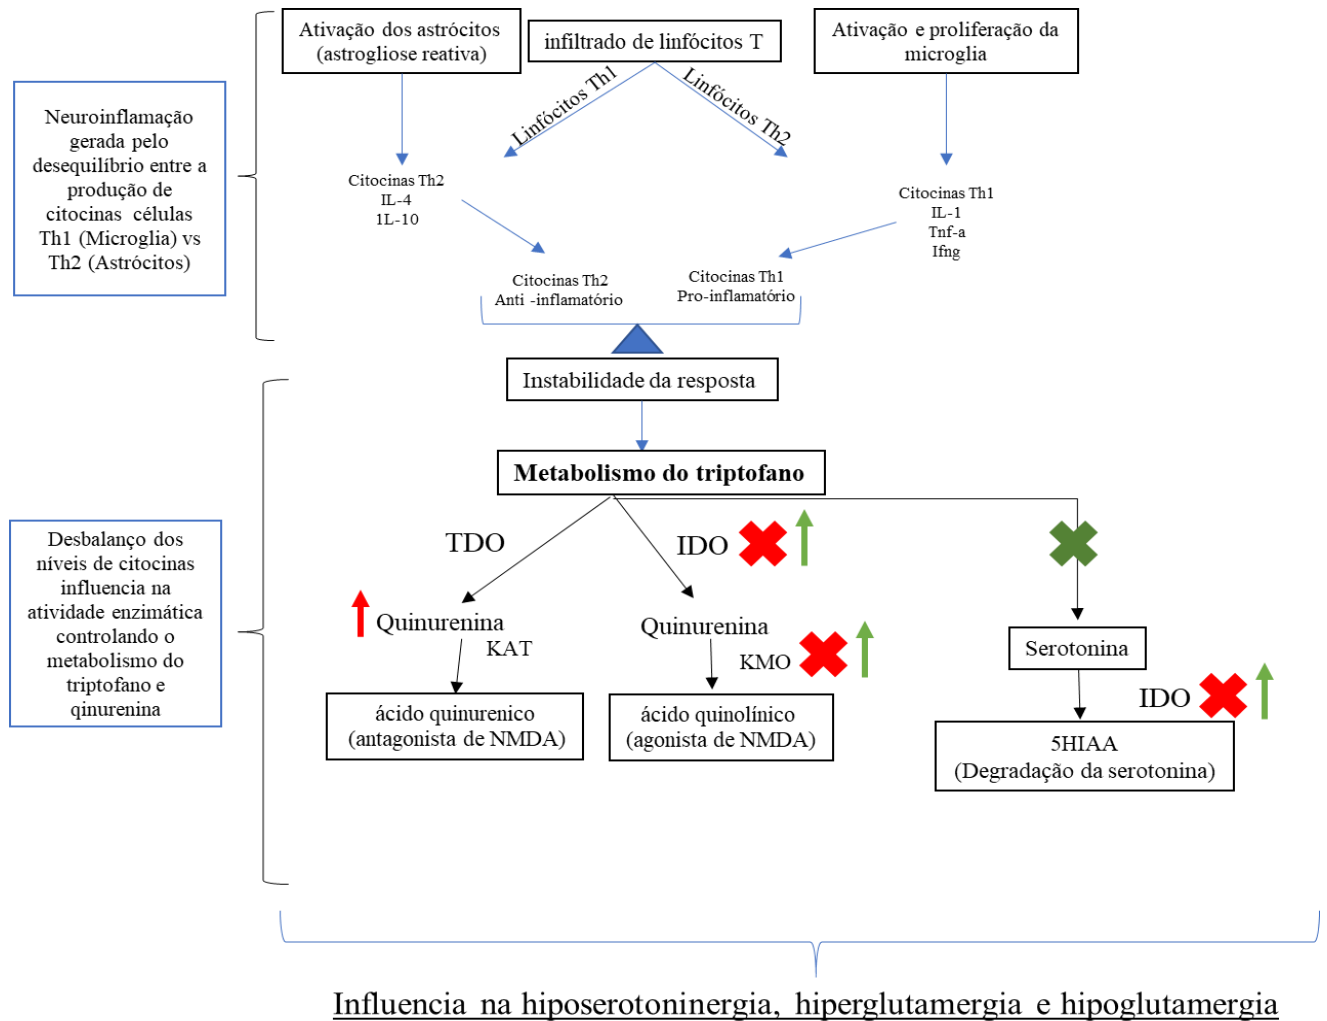 Ativação dos astrócitos
(astrogliose reativa)
infiltrado de linfócitos T
Ativação e proliferação da
microglia
Linfócitos Th1
Linfócitos Th2
Neuroinflamação
gerada pelo
desequilíbrio entre a
produção de
citocinas células
Th1 (Microglia) vs
Th2 (Astrócitos)
Citocinas Th2
IL-4
1L-10
Citocinas Th1
IL-1
Tnf-a
Ifng
Citocinas Th2
Anti -inflamatório
Citocinas Th1
Pro-inflamatório
Instabilidade da resposta
Metabolismo do triptofano
Desbalanço dos
níveis de citocinas
influencia na
atividade enzimática
controlando o
metabolismo do
triptofano e
qinurenina
TDO
IDO
Quinurenina
KAT
Quinurenina
KMO
Serotonina
IDO
ácido quinurenico
(antagonista de NMDA)
ácido quinolínico
(agonista de NMDA)
5HIAA
(Degradação da serotonina)
Influencia na hiposerotoninergia, hiperglutamergia e hipoglutamergia